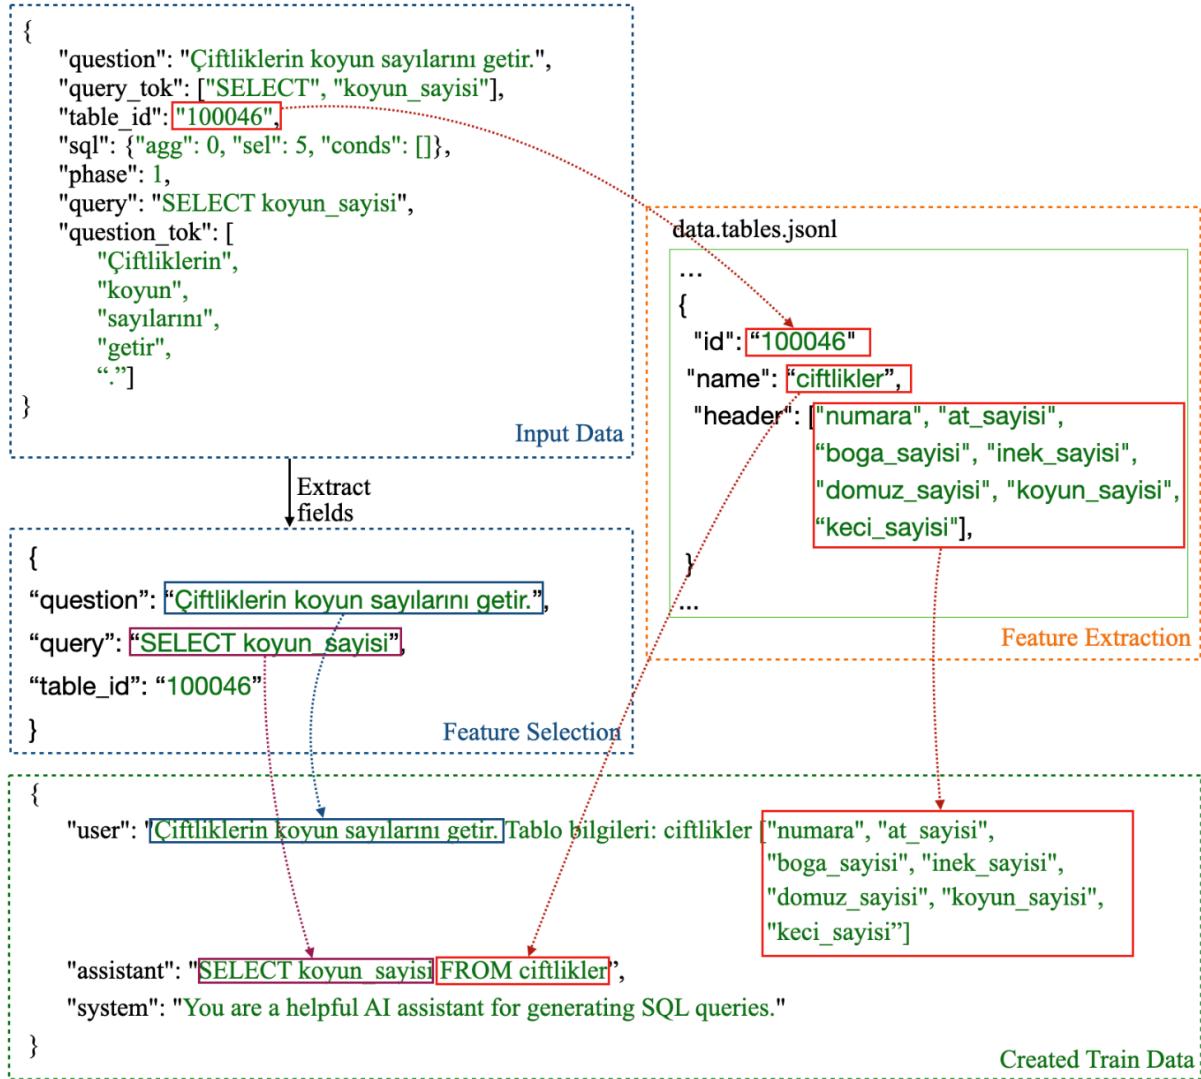 {
"question": "Çiftliklerin koyun sayılarını getir.",
"query_tok": ["SELECT", "koyun_sayisi"],
"table_id": "100046",
"sql": {"agg": 0, "sel": 5, "conds": []},
"phase": 1,
"query": "SELECT koyun_sayisi",
"question_tok": [
"Çiftliklerin",
"koyun",
"sayılarını",
"getir",
“.”]
}
Input Data
Extract
fields
{
“question”: “Çiftliklerin koyun sayılarını getir.”,
“query”: “SELECT koyun_sayisi”,
“table_id”: “100046”
}
Feature Selection
data.tables.jsonl
...
{
"id": “100046"
"name": “ciftlikler”,
"header": ["numara", "at_sayisi",
“boga_sayisi", "inek_sayisi",
"domuz_sayisi", "koyun_sayisi",
“keci_sayisi"],
}
...
Feature Extraction
{
"user": "Çiftliklerin koyun sayılarını getir. Tablo bilgileri: ciftlikler ["numara", "at_sayisi",
"boga_sayisi", "inek_sayisi",
"domuz_sayisi", "koyun_sayisi",
"keci_sayisi”]
"assistant": "SELECT koyun_sayisi FROM ciftlikler”,
"system": "You are a helpful AI assistant for generating SQL queries."
}
Created Train Data